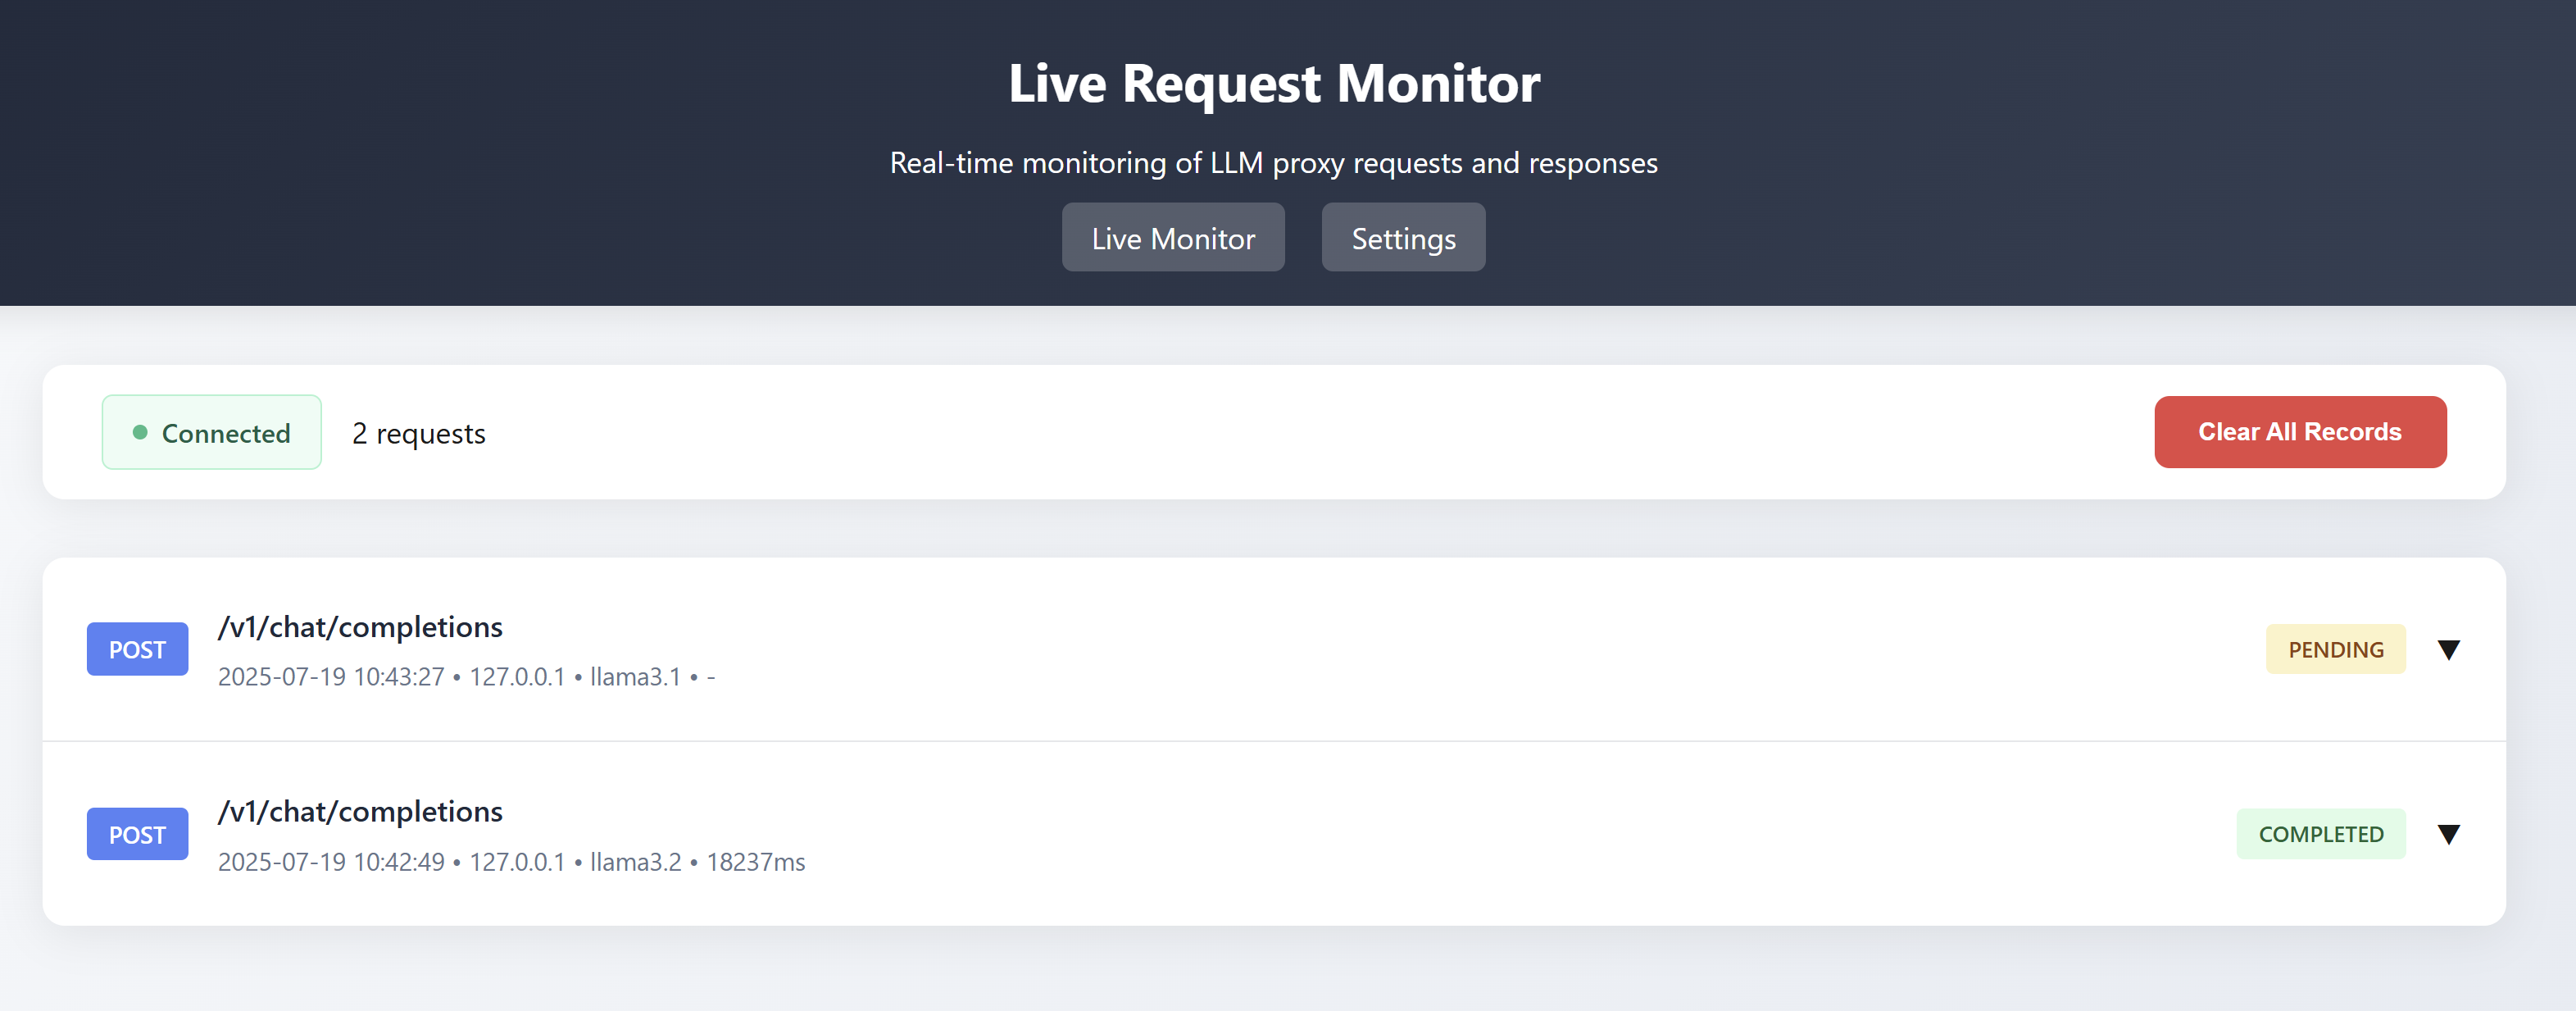 Live Request Monitor
Real-time monitoring of LLM proxy requests and responses
Live Monitor Settings
Connected 2 requests Clear All Records
POST /v1/chat/completions PENDING ▼
2025-07-19 10:43:27 • 127.0.0.1 • llama3.1 • -
POST /v1/chat/completions COMPLETED ▼
2025-07-19 10:42:49 • 127.0.0.1 • llama3.2 • 18237ms